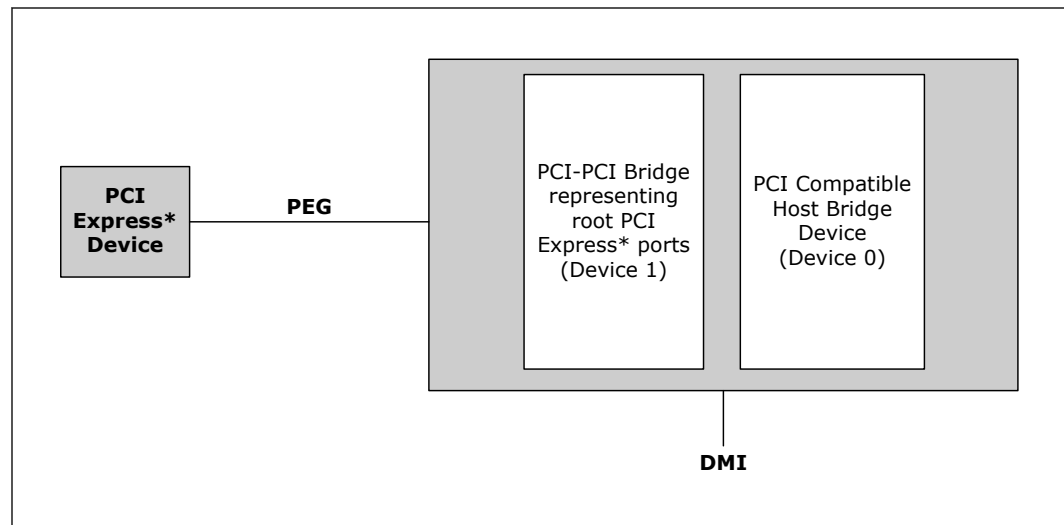 PCI
Express*
Device
PEG
PCI-PCI Bridge
representing
root PCI
Express* ports
(Device 1)
PCI Compatible
Host Bridge
Device
(Device 0)
DMI